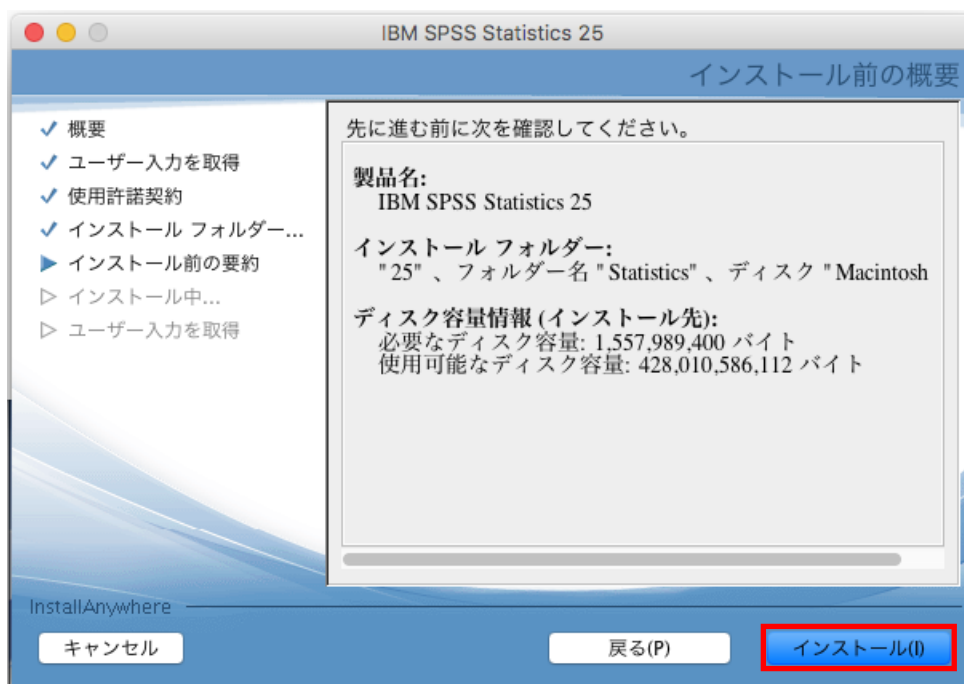 IBM SPSS Statistics 25
インストール前の概要
概要
ユーザー入力を取得
使用許諾契約
インストール フォルダー...
インストール前の要約
インストール中...
ユーザー入力を取得
先に進む前に次を確認してください。
製品名:
IBM SPSS Statistics 25
インストール フォルダー:
"25" 、フォルダー名 "Statistics" 、ディスク "Macintosh
ディスク容量情報 (インストール先):
必要なディスク容量: 1,557,989,400 バイト
使用可能なディスク容量: 428,010,586,112 バイト
InstallAnywhere
キャンセル
戻る(P)
インストール(I)